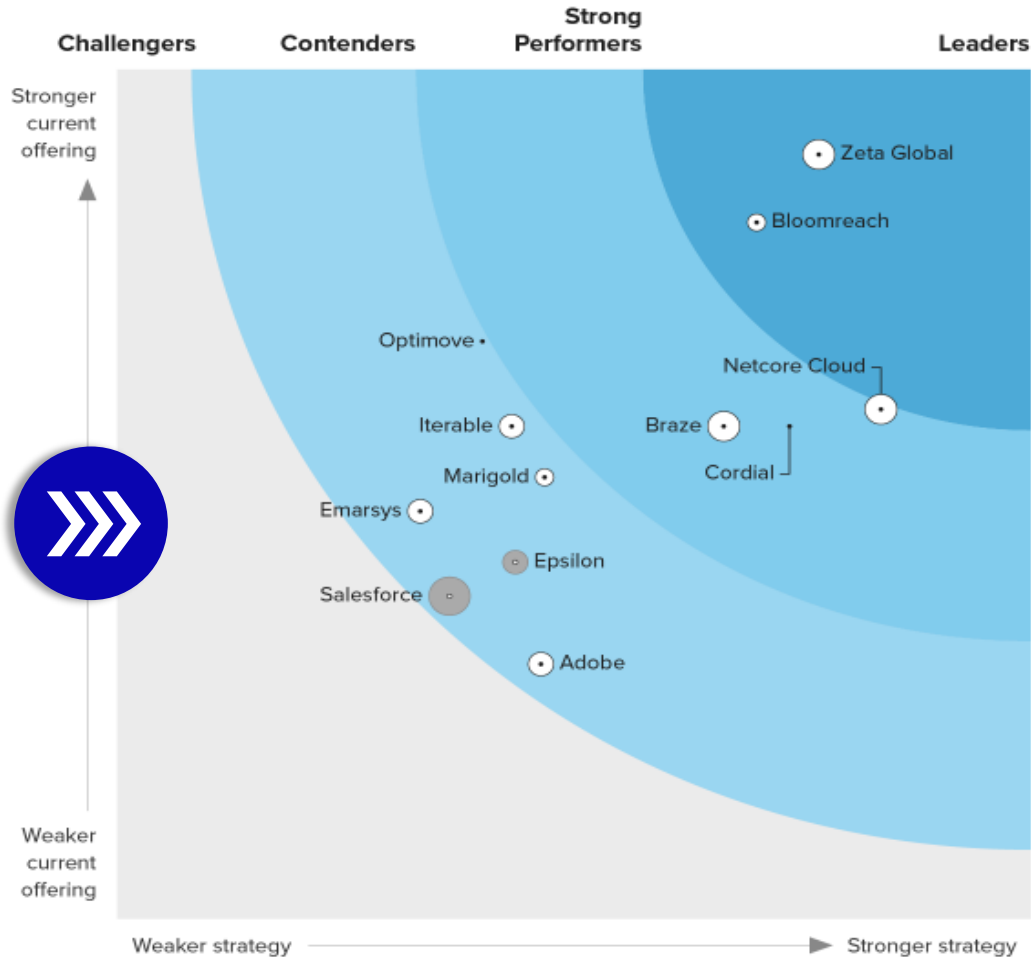 Challengers
Contenders
Strong
Performers
Leaders
Stronger
current
offering
Zeta Global
Bloomreach
Optimove
Netcore Cloud
Iterable
Braze
Cordial
Marigold
Emarsys
Epsilon
Salesforce
Adobe
Weaker
current
offering
Weaker strategy
Stronger strategy